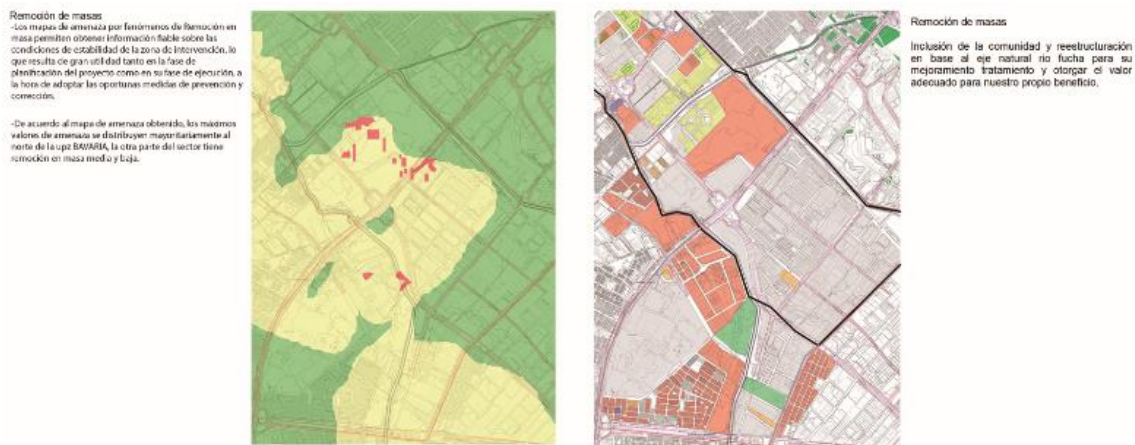 Remoción de masas
-Los mapas de amenaza por fenómenos de Remoción en
masa permiten obtener información fiable sobre las
condiciones de estabilidad de la zona de intervención, lo
que resulta de gran utilidad tanto en la fase de
planificación del proyecto como en su fase de ejecución, a
la hora de adoptar las oportunas medidas de prevención y
corrección.
-De acuerdo al mapa de amenaza obtenido, los máximos
valores de amenaza se distribuyen mayoritariamente al
norte de la upz BAVARIA, la otra parte del sector tiene
remoción en masa media y baja.
Remoción de masas
Inclusión de la comunidad y reestructuración
en base al eje natural rio fucha para su
mejoramiento tratamiento y otorgar el valor
adecuado para nuestro propio beneficio.